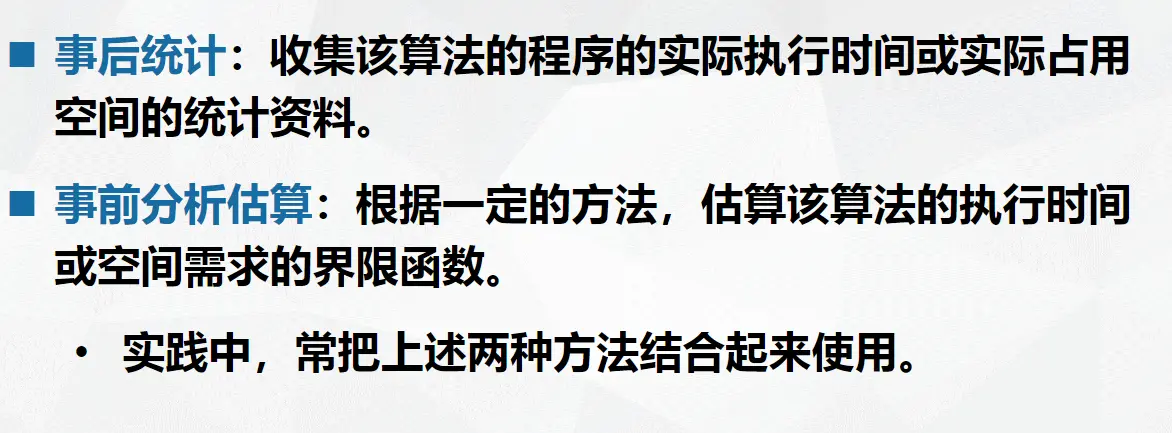 ■ 事后统计：收集该算法的程序的实际执行时间或实际占用
空间的统计资料。
■ 事前分析估算：根据一定的方法，估算该算法的执行时间
或空间需求的界限函数。
• 实践中，常把上述两种方法结合起来使用。